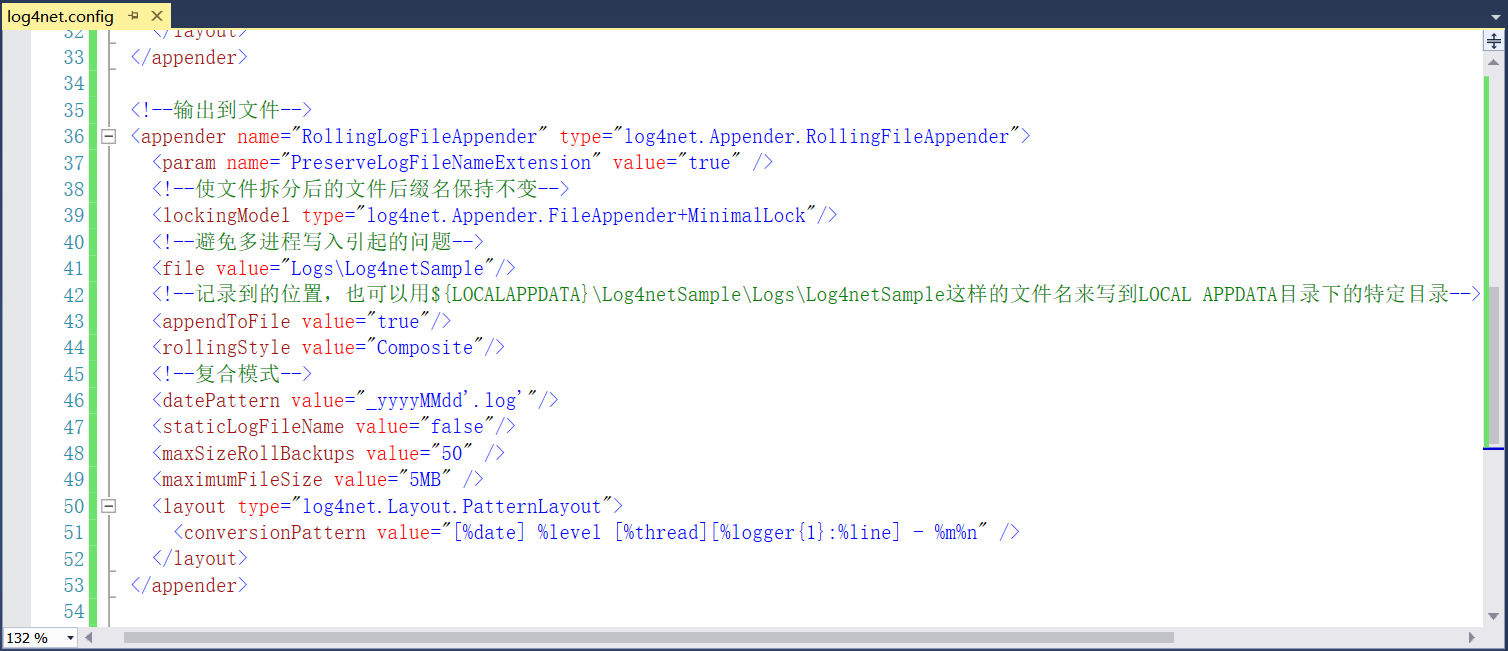 log4net.config
32 </layout>
33 </appender>
34
35 <!--输出到文件-->
36 <appender name="RollingLogFileAppender" type="log4net.Appender.RollingFileAppender">
37 <param name="PreserveLogFileNameExtension" value="true" />
38 <!--使文件拆分后的文件后缀名保持不变-->
39 <lockingModel type="log4net.Appender.FileAppender+MinimalLock"/>
40 <!--避免多进程写入引起的问题-->
41 <file value="Logs\Log4netSample"/>
42 <!--记录到的位置，也可以用${LOCALAPPDATA}\Log4netSample\Logs\Log4netSample这样的文件名来写到LOCAL APPDATA目录下的特定目录-->
43 <appendToFile value="true"/>
44 <rollingStyle value="Composite"/>
45 <!--复合模式-->
46 <datePattern value="_yyyyMMdd'.log'"/>
47 <staticLogFileName value="false"/>
48 <maxSizeRollBackups value="50" />
49 <maximumFileSize value="5MB" />
50 <layout type="log4net.Layout.PatternLayout">
51 <conversionPattern value="[%date] %level [%thread][%logger{1}:%line] - %m%n" />
52 </layout>
53 </appender>
54
132 %